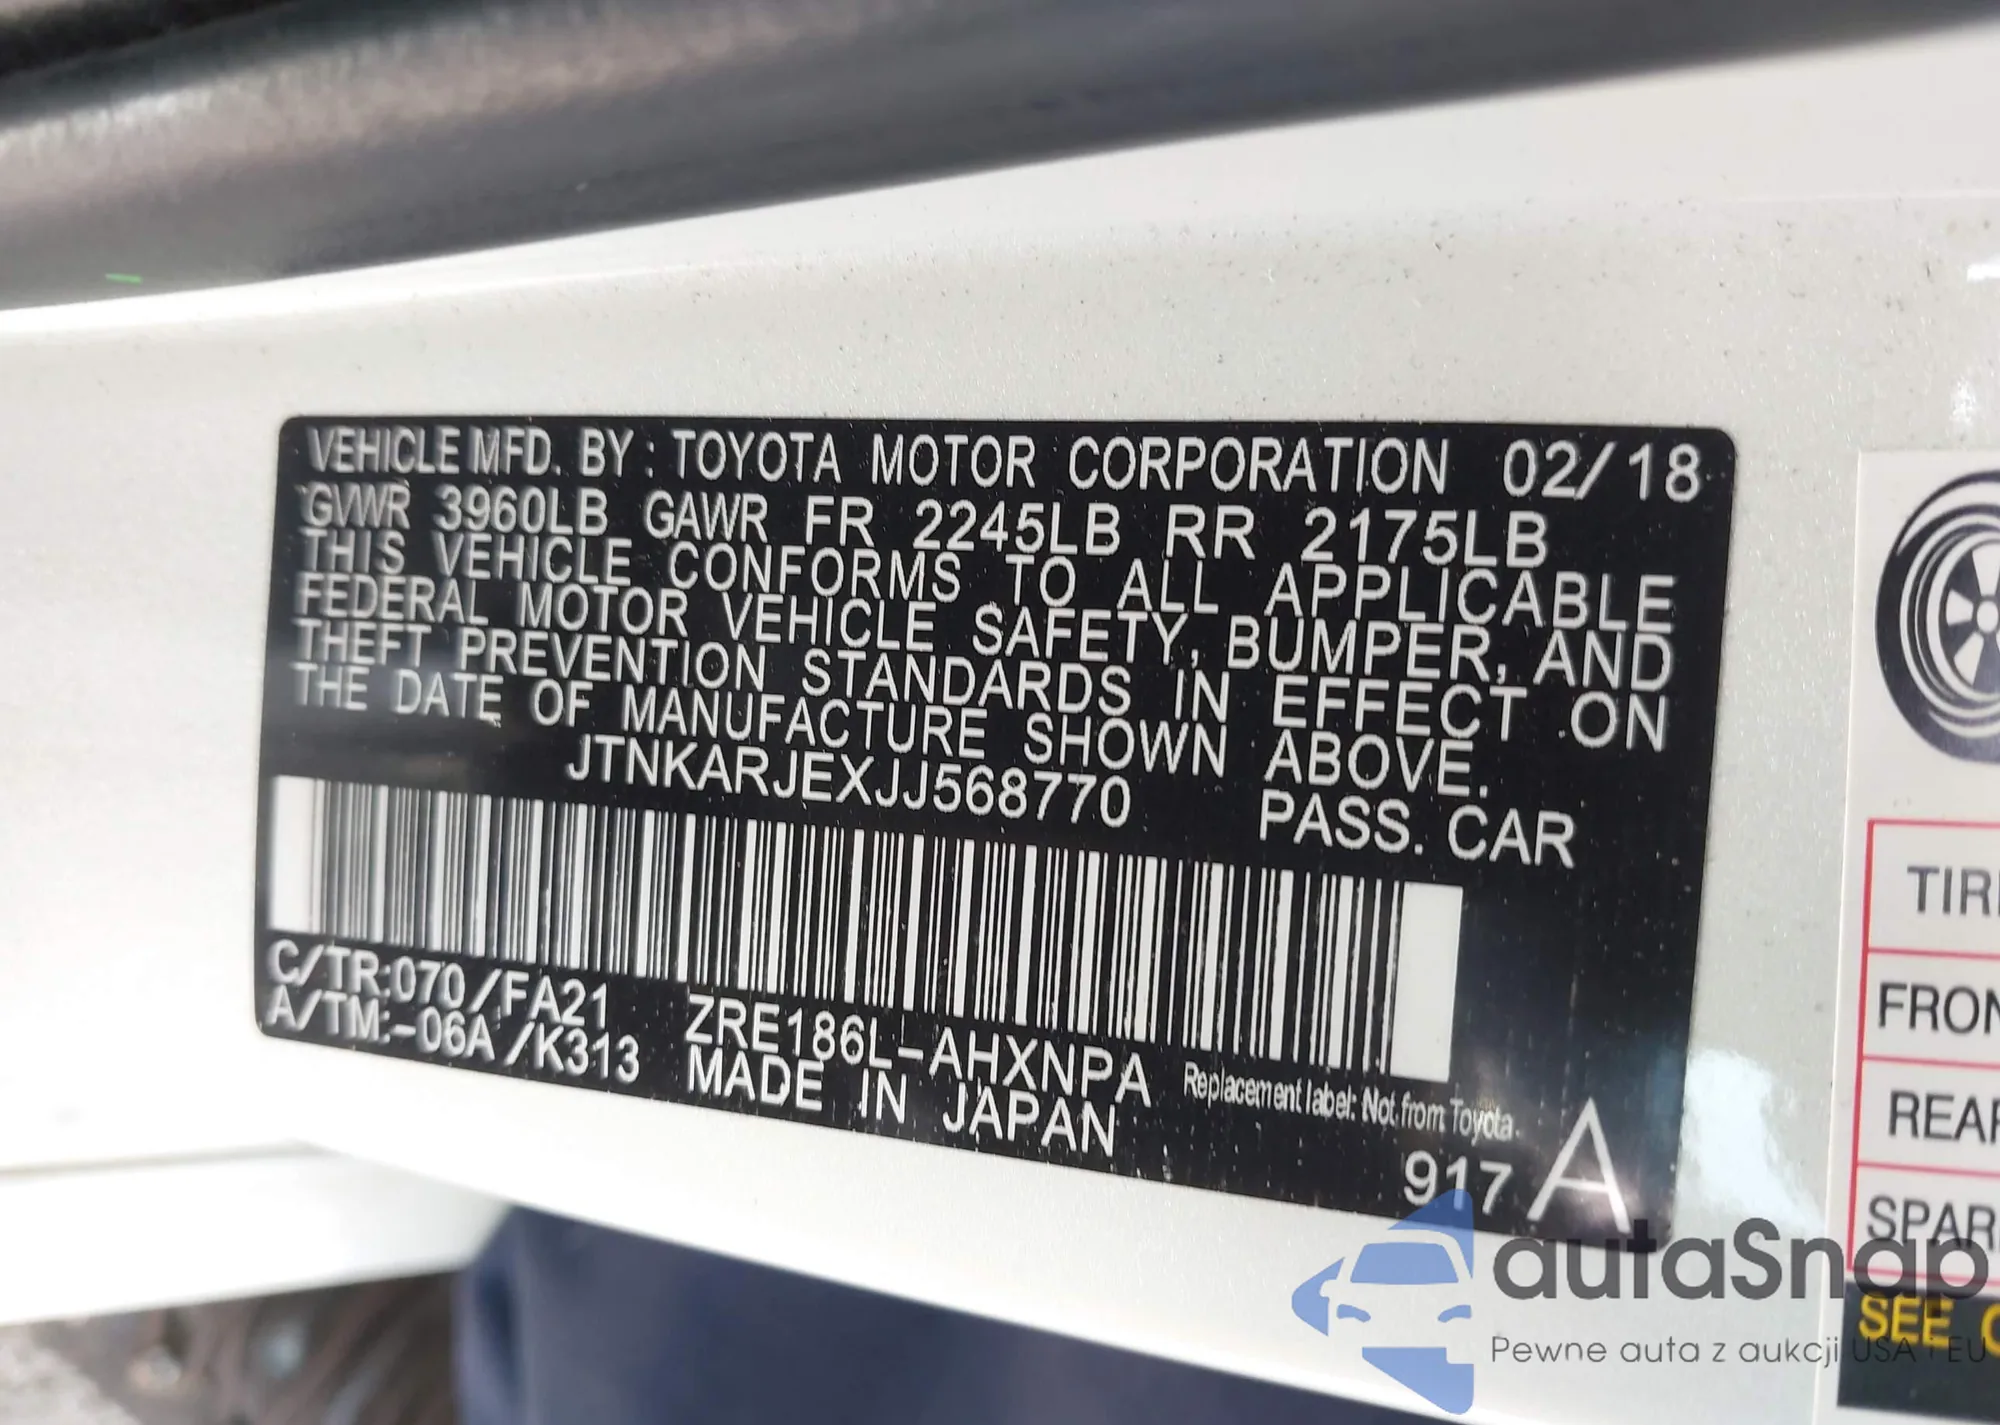 VEHICLE MFD. BY : TOYOTA MOTOR CORPORATION 02/18
GVWR 3960LB GAWR FR 2245LB RR 2175LB
THIS VEHICLE CONFORMS TO ALL APPLICABLE
FEDERAL MOTOR VEHICLE SAFETY, BUMPER, AND
THEFT PREVENTION STANDARDS IN EFFECT ON
THE DATE OF MANUFACTURE SHOWN ABOVE.
JTNKARJEXJJ568770 PASS. CAR
C/TR:070/FA21 ZRE186L-AHXNPA
A/TM:-06A/K313 MADE IN JAPAN
Replacement label: Not from Toyota.
917 A
TIR
FRON
REAR
SPAR
SEE
autaSnap
Pewne auta z aukcji USA i EU